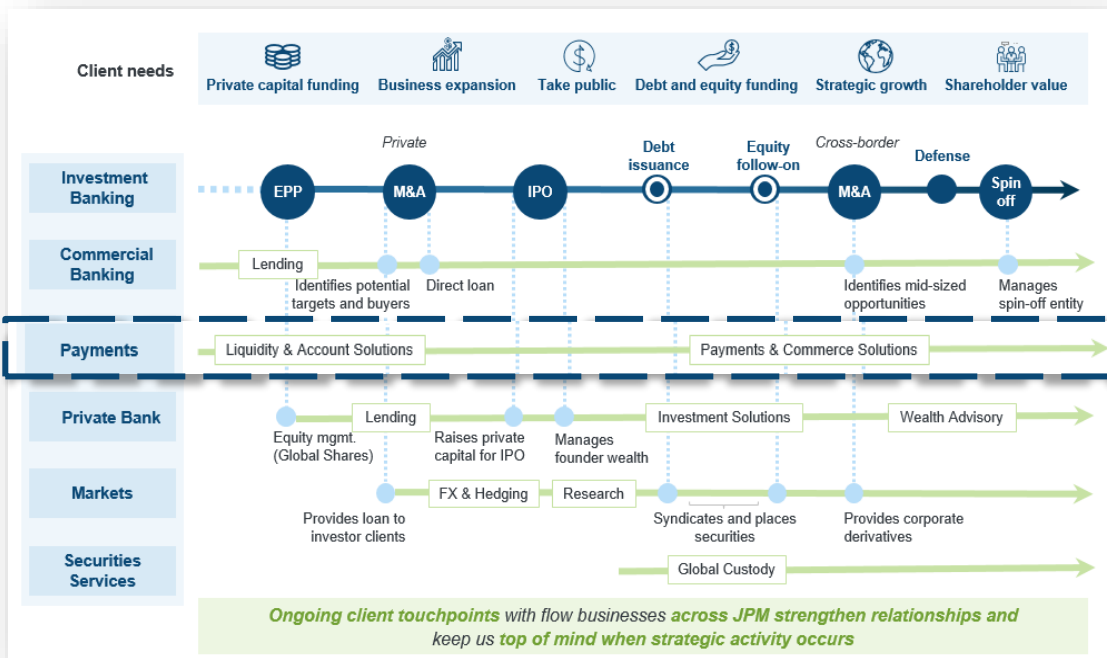 Client needs
Private capital funding
Business expansion
Take public
Debt and equity funding
Strategic growth
Shareholder value
Investment
Banking
EPP
Private
M&A
IPO
Debt
issuance
Equity
follow-on
Cross-border
M&A
Defense
Spin
off
Commercial
Banking
Lending
Identifies potential
targets and buyers
Direct loan
Identifies mid-sized
opportunities
Manages
spin-off entity
Payments
Liquidity & Account Solutions
Payments & Commerce Solutions
Private Bank
Equity mgmt.
(Global Shares)
Lending
Raises private
capital for IPO
Manages
founder wealth
Investment Solutions
Wealth Advisory
Markets
Provides loan to
investor clients
FX & Hedging
Research
Syndicates and places
securities
Provides corporate
derivatives
Securities
Services
Global Custody
Ongoing client touchpoints with flow businesses across JPM strengthen relationships and
keep us top of mind when strategic activity occurs